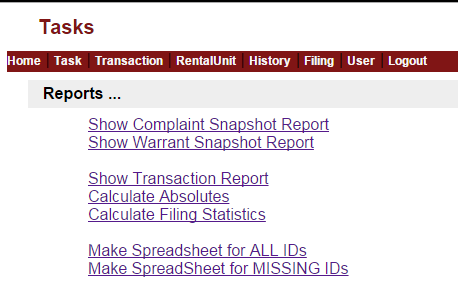 Tasks
Home | Task | Transaction | RentalUnit | History | Filing | User | Logout
Reports ...
Show Complaint Snapshot Report
Show Warrant Snapshot Report
Show Transaction Report
Calculate Absolutes
Calculate Filing Statistics
Make Spreadsheet for ALL IDs
Make SpreadSheet for MISSING IDs